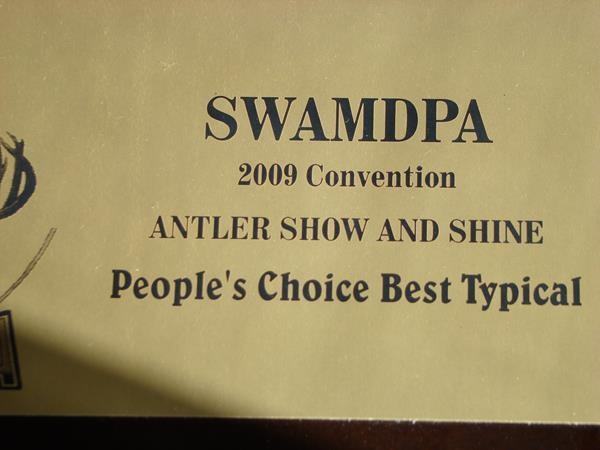 SWAMDPA
2009 Convention
ANTLER SHOW AND SHINE
People's Choice Best Typical